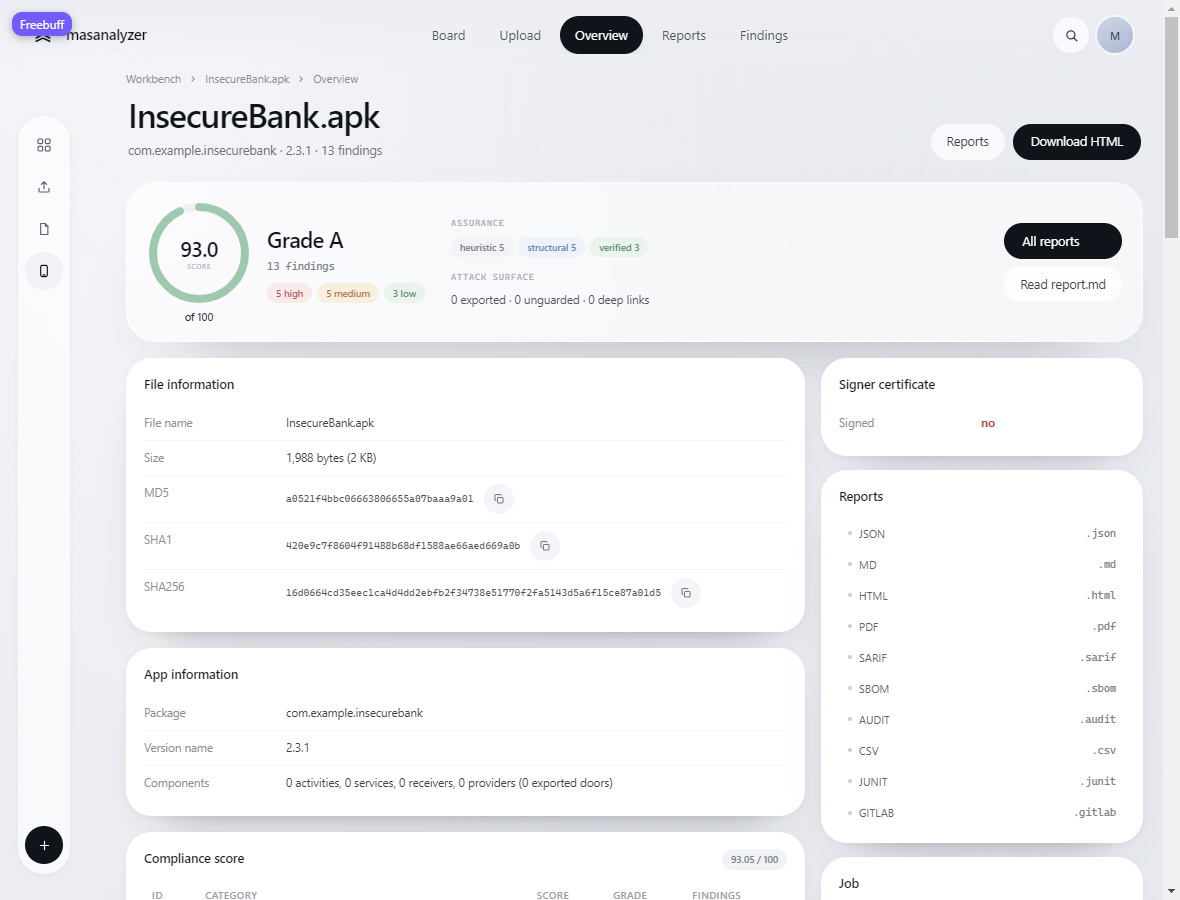 Freebuff
masanalyzer
Board Upload Overview Reports Findings
M
Workbench › InsecureBank.apk › Overview
InsecureBank.apk
com.example.insecurebank · 2.3.1 · 13 findings
Reports
Download HTML
93.0
SCORE
of 100
Grade A
13 findings
5 high 5 medium 3 low
ASSURANCE
heuristic 5 structural 5 verified 3
ATTACK SURFACE
0 exported · 0 unguarded · 0 deep links
All reports
Read report.md
File information
File name InsecureBank.apk
Size 1,988 bytes (2 KB)
MD5 a0521f4bbc06663806655a07baaa9a01
SHA1 420e9c7f8604f91488b68df1588ae66aed669a0b
SHA256 16d0664cd35eec1ca4d4dd2ebfb2f34738e51770f2fa5143d5a6f15ce87a01d5
Signer certificate
Signed no
Reports
JSON .json
MD .md
HTML .html
PDF .pdf
SARIF .sarif
SBOM .sbom
AUDIT .audit
CSV .csv
JUNIT .junit
GITLAB .gitlab
App information
Package com.example.insecurebank
Version name 2.3.1
Components 0 activities, 0 services, 0 receivers, 0 providers (0 exported doors)
Compliance score 93.05 / 100
ID CATEGORY SCORE GRADE FINDINGS
Job